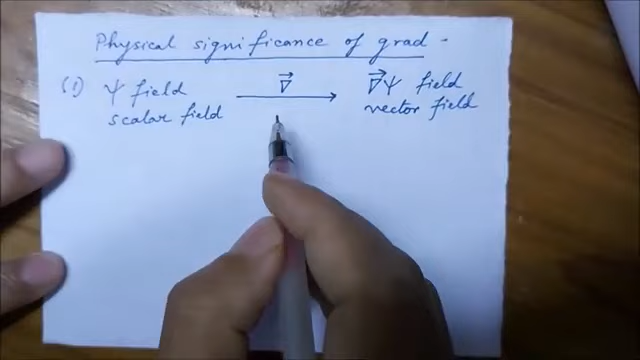 Physical significance of grad -
(1) ψ field ∇⃗ ∇⃗ψ field
scalar field vector field